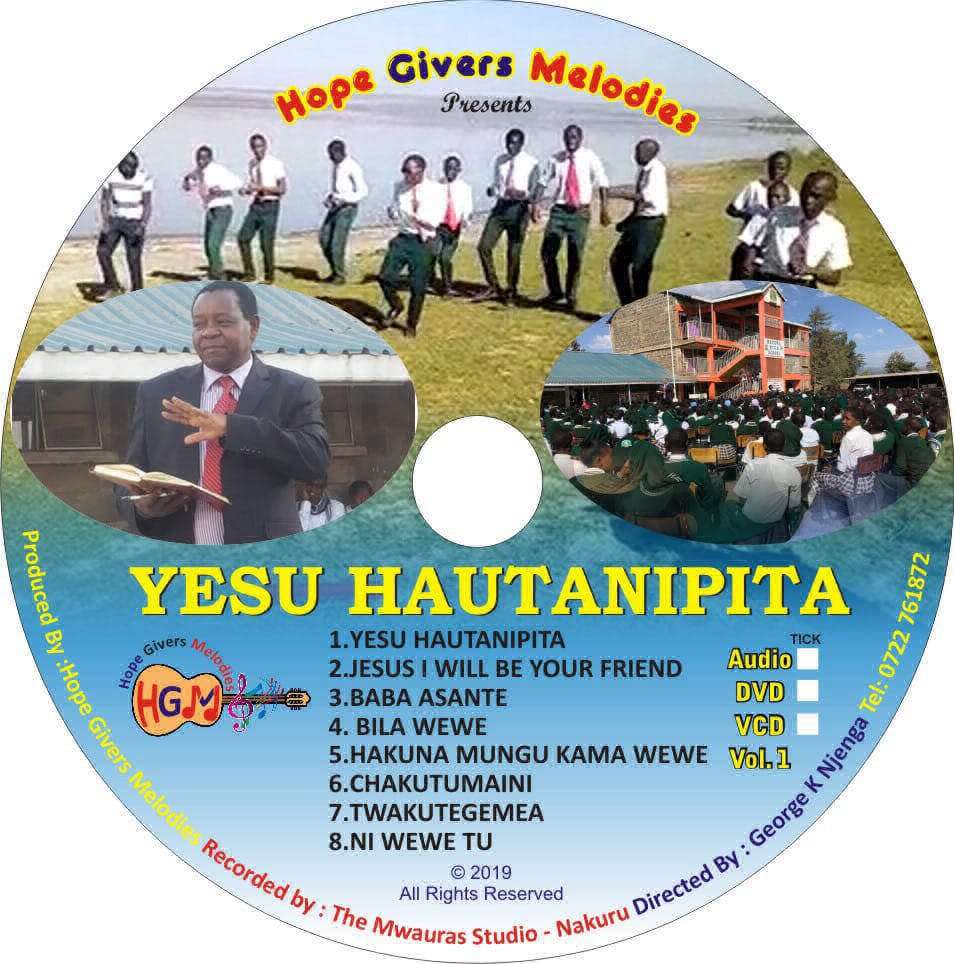 Hope Givers Melodies
Presents
YESU HAUTANIPITA
Hope Givers Melodies
HGM
1.YESU HAUTANIPITA
2.JESUS I WILL BE YOUR FRIEND
3.BABA ASANTE
4. BILA WEWE
5.HAKUNA MUNGU KAMA WEWE
6.CHAKUTUMAINI
7.TWAKUTEGEMEA
8.NI WEWE TU
TICK
Audio
DVD
VCD
Vol. 1
© 2019
All Rights Reserved
Produced By :Hope Givers Melodies Recorded by : The Mwauras Studio - Nakuru Directed By : George K Njenga Tel: 0722 761872